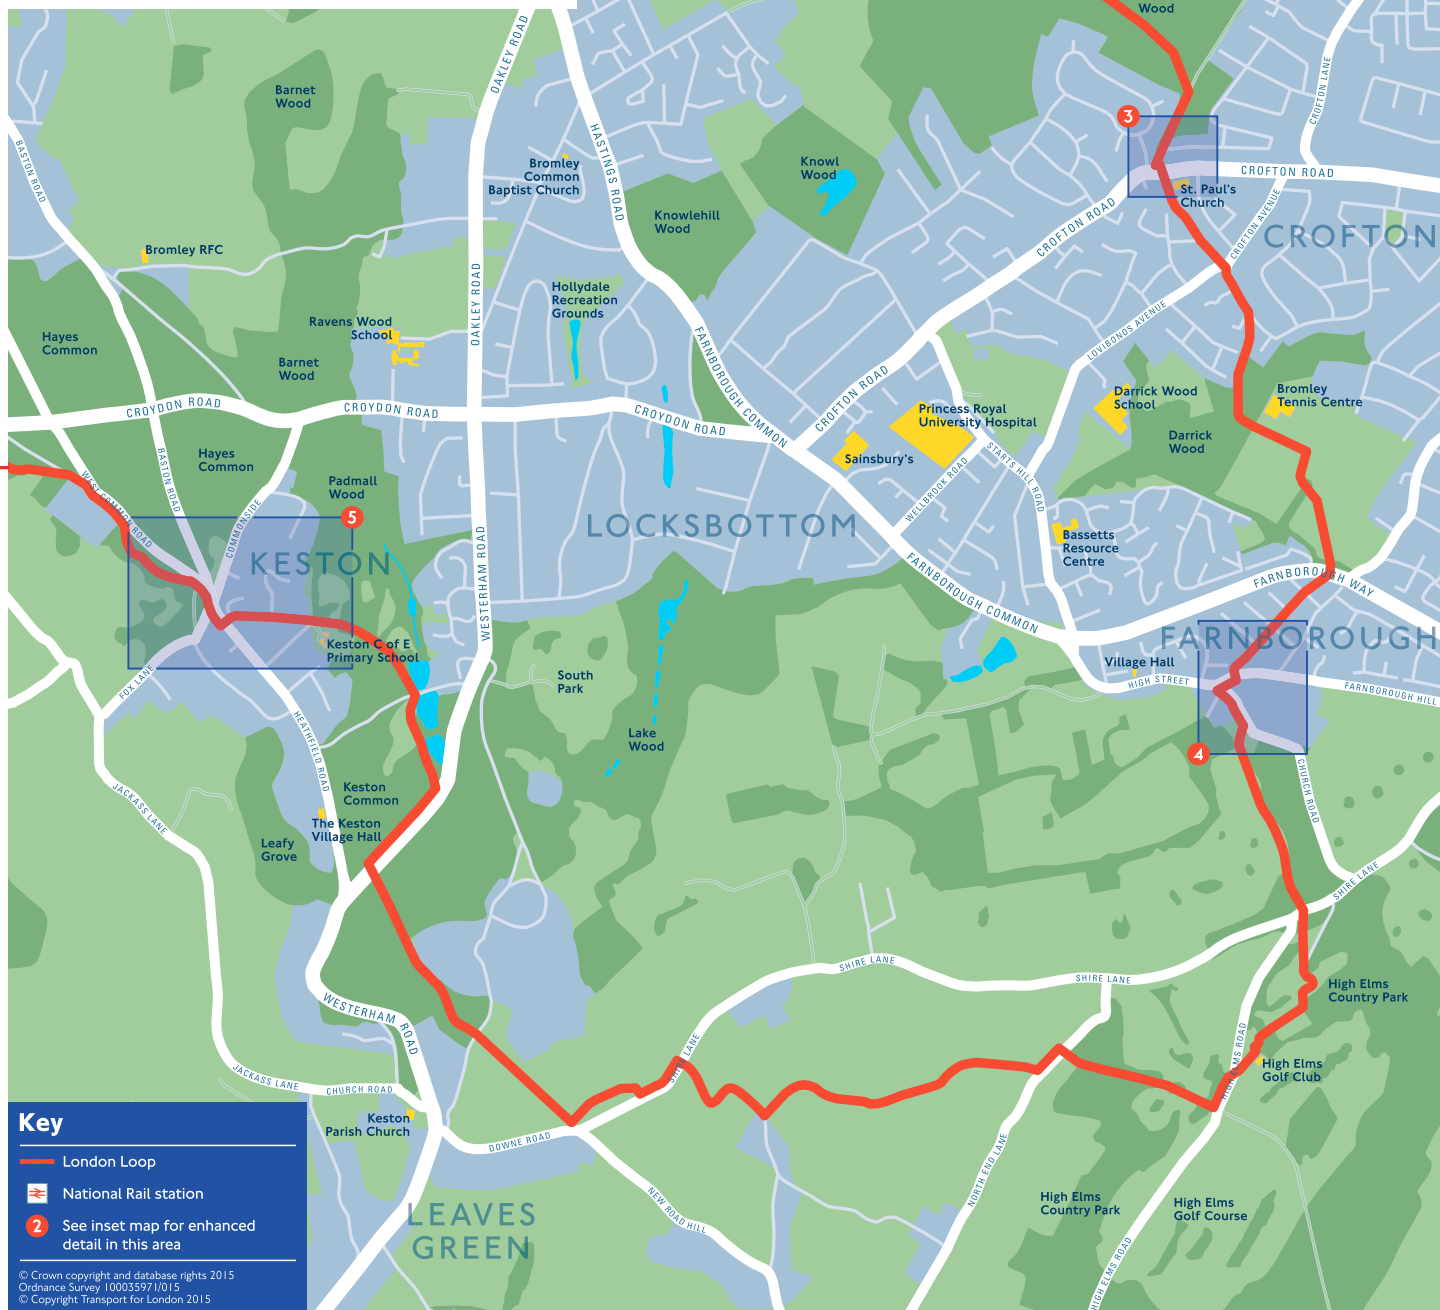 Wood
OAKLEY ROAD
Barnet
Wood
CROFTON LANE
3
HASTINGS ROAD
BASTON ROAD
Bromley
Common
Baptist Church
Knowl
Wood
CROFTON ROAD
St. Paul's
Church
Knowlehill
Wood
CROFTON ROAD
CROFTON AVENUE
CROFTON
Bromley RFC
OAKLEY ROAD
Hollydale
Recreation
Grounds
Ravens Wood
School
Hayes
Common
Barnet
Wood
FARNBOROUGH COMMON
LOVIBONDS AVENUE
CROYDON ROAD
CROYDON ROAD
CROYDON ROAD
CROFTON ROAD
Princess Royal
University Hospital
Darrick Wood
School
Bromley
Tennis Centre
Darrick
Wood
Sainsbury's
STARTS HILL ROAD
WELLBROOK ROAD
Hayes
Common
BASTON ROAD
Padmall
Wood
WEST COMMON ROAD
COMMONSIDE
5
KESTON
LOCKSBOTTOM
WESTERHAM ROAD
Bassetts
Resource
Centre
FARNBOROUGH COMMON
FARNBOROUGH WAY
FARNBOROUGH
Keston C of E
Primary School
FOX LANE
South
Park
Village Hall
HIGH STREET
FARNBOROUGH HILL
HEATHFIELD ROAD
Lake
Wood
4
CHURCH ROAD
Keston
Common
JACKASS LANE
The Keston
Village Hall
Leafy
Grove
SHIRE LANE
SHIRE LANE
SHIRE LANE
High Elms
Country Park
WESTERHAM ROAD
SHIRE LANE
HIGH ELMS ROAD
High Elms
Golf Club
JACKASS LANE
CHURCH ROAD
Keston
Parish Church
DOWNE ROAD
NORTH END LANE
NEW ROAD HILL
High Elms
Country Park
High Elms
Golf Course
LEAVES
GREEN
HIGH ELMS ROAD
Key
London Loop
National Rail station
2
See inset map for enhanced
detail in this area
© Crown copyright and database rights 2015
Ordnance Survey 100035971/015
© Copyright Transport for London 2015